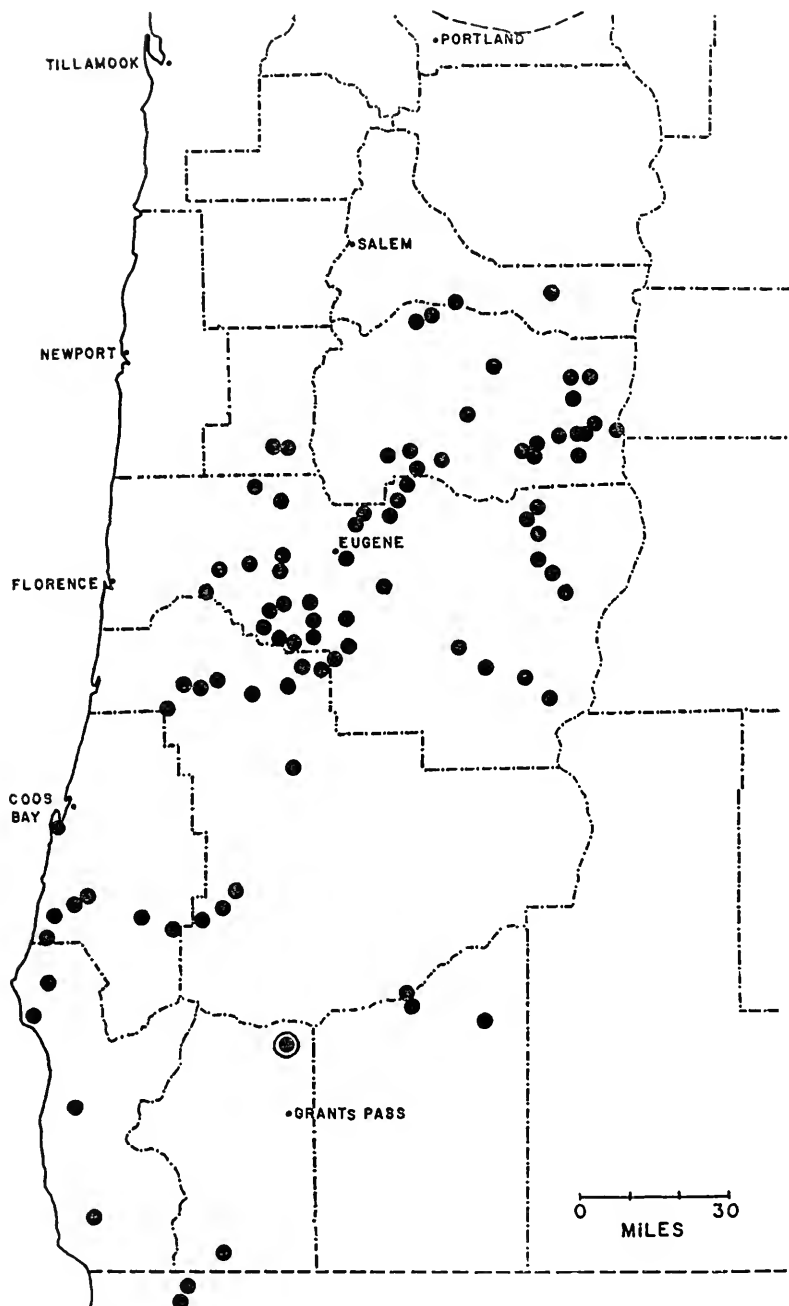 PORTLAND
TILLAMOOK
SALEM
NEWPORT
EUGENE
FLORENCE
COOS
BAY
GRANTS PASS
0 30
MILES